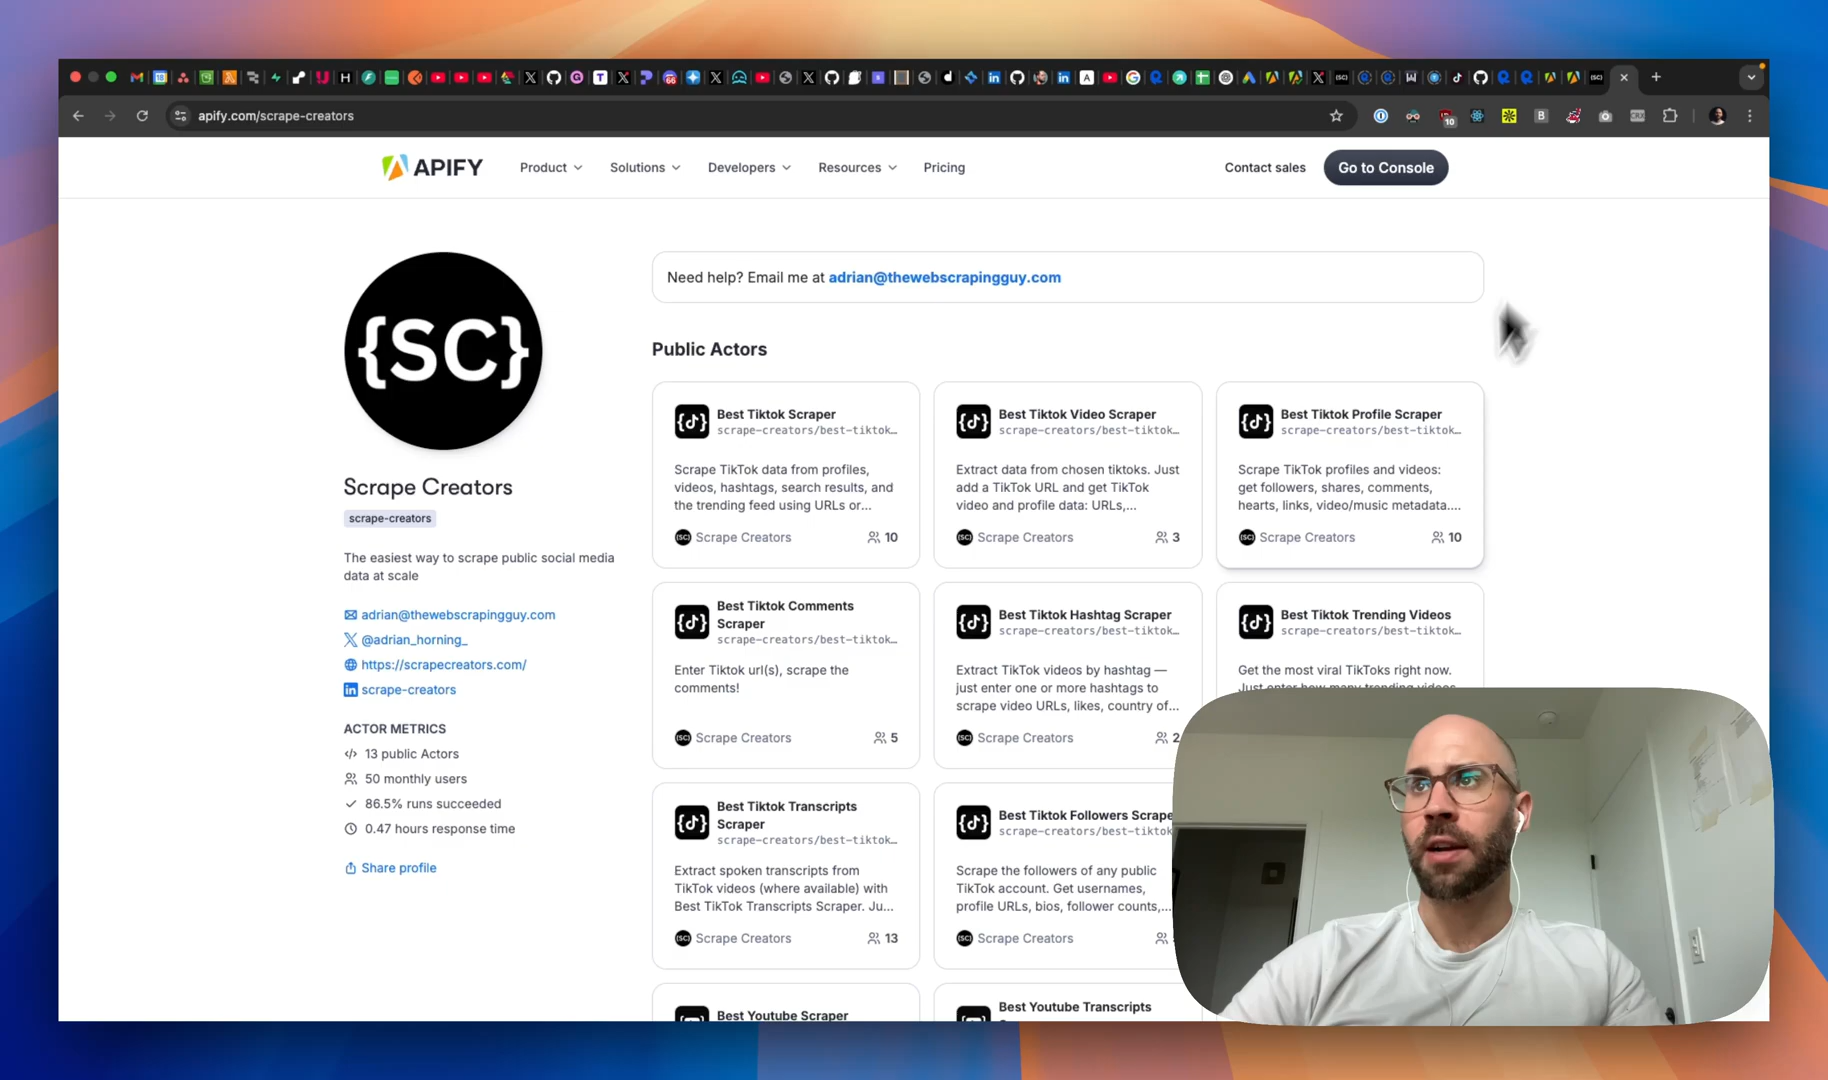 apify.com/scrape-creators
10
APIFY
Product
Solutions
Developers
Resources
Pricing
Contact sales
Go to Console
{SC}
Scrape Creators
scrape-creators
The easiest way to scrape public social media
data at scale
adrian@thewebscrapingguy.com
@adrian_horning_
https://scrapecreators.com/
scrape-creators
ACTOR METRICS
13 public Actors
50 monthly users
86.5% runs succeeded
0.47 hours response time
Share profile
Need help? Email me at adrian@thewebscrapingguy.com
Public Actors
Best Tiktok Scraper
scrape-creators/best-tiktok…
Scrape TikTok data from profiles,
videos, hashtags, search results, and
the trending feed using URLs or...
Scrape Creators
10
Best Tiktok Video Scraper
scrape-creators/best-tiktok…
Extract data from chosen tiktoks. Just
add a TikTok URL and get TikTok
video and profile data: URLs,...
Scrape Creators
3
Best Tiktok Profile Scraper
scrape-creators/best-tiktok…
Scrape TikTok profiles and videos:
get followers, shares, comments,
hearts, links, video/music metadata....
Scrape Creators
10
Best Tiktok Comments
Scraper
scrape-creators/best-tiktok…
Enter Tiktok url(s), scrape the
comments!
Scrape Creators
5
Best Tiktok Hashtag Scraper
scrape-creators/best-tiktok…
Extract TikTok videos by hashtag —
just enter one or more hashtags to
scrape video URLs, likes, country of...
Scrape Creators
2
Best Tiktok Trending Videos
scrape-creators/best-tiktok…
Get the most viral TikToks right now.
Just enter how many trending videos
Best Tiktok Transcripts
Scraper
scrape-creators/best-tiktok…
Extract spoken transcripts from
TikTok videos (where available) with
Best TikTok Transcripts Scraper. Ju...
Scrape Creators
13
Best Tiktok Followers Scrape
scrape-creators/best-tiktok
Scrape the followers of any public
TikTok account. Get usernames,
profile URLs, bios, follower counts,...
Scrape Creators
Best Youtube Scraper
Best Youtube Transcripts